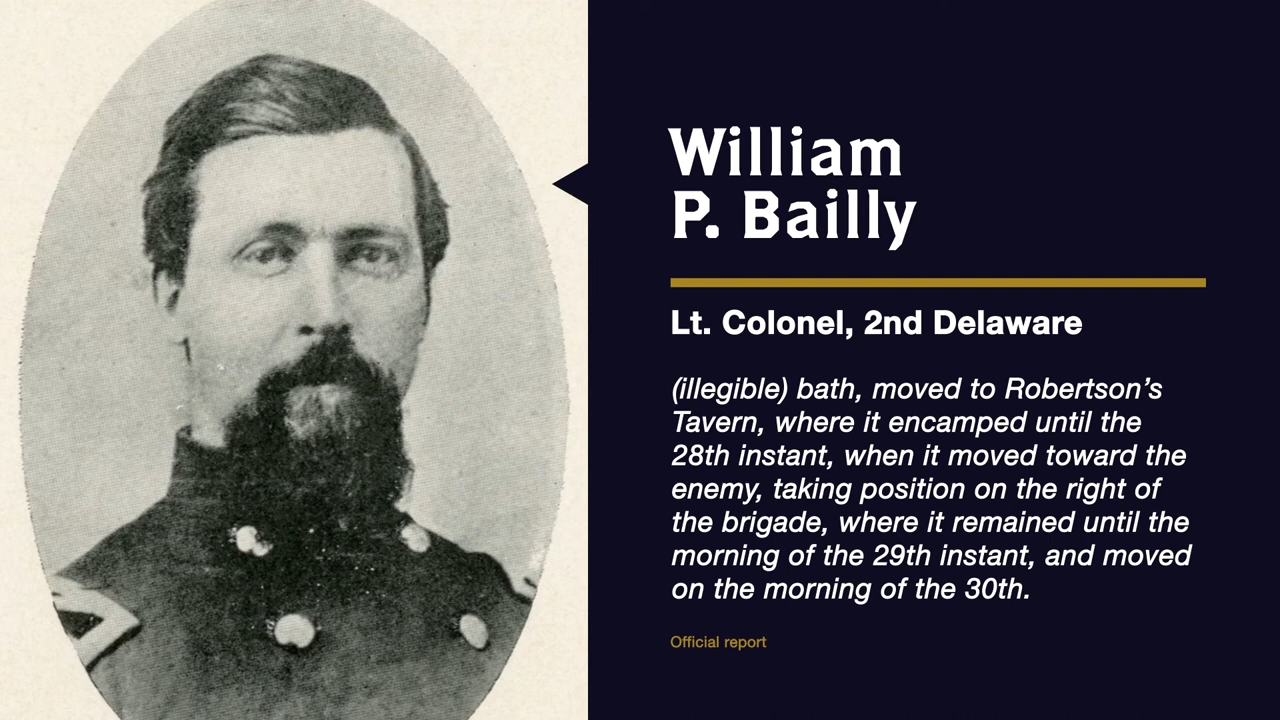 William
P. Bailly
Lt. Colonel, 2nd Delaware
(illegible) bath, moved to Robertson’s
Tavern, where it encamped until the
28th instant, when it moved toward the
enemy, taking position on the right of
the brigade, where it remained until the
morning of the 29th instant, and moved
on the morning of the 30th.
Official report